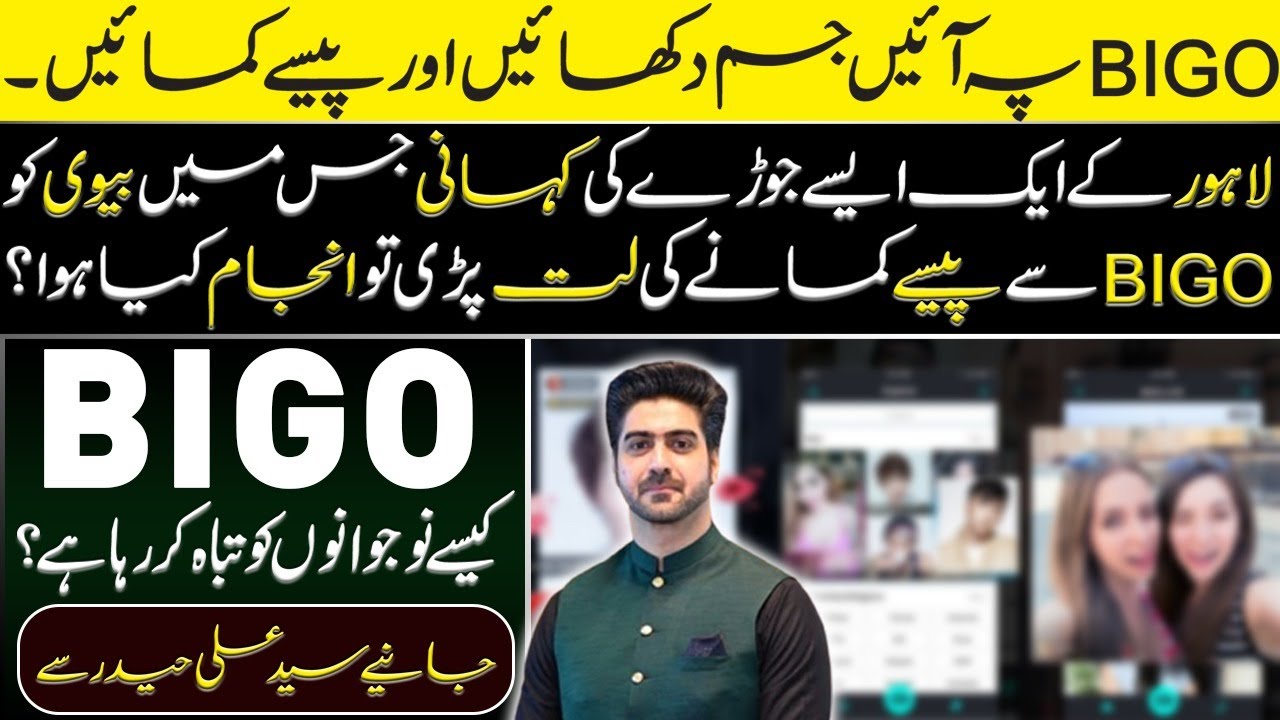 BIGO پہ آئیں جسم دکھائیں اور پیسے کمائیں۔
لاہور کے ایک ایسے جوڑے کی کہانی جس میں بیوی کو
BIGO سے پیسے کمانے کی لت پڑی تو انجام کیا ہوا؟
BIGO
کیسے نوجوانوں کو تباہ کر رہا ہے؟
جانیے سید علی حیدر سے